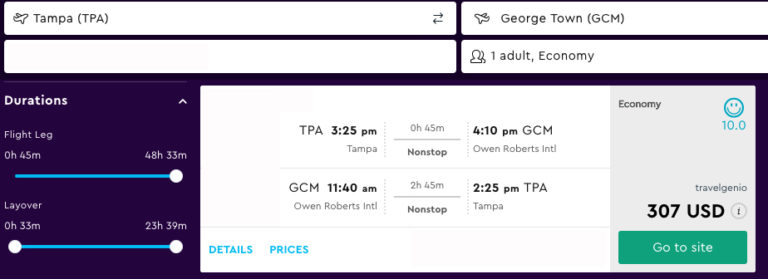 Tampa (TPA)
George Town (GCM)
1 adult, Economy
Durations
Flight Leg
0h 45m 48h 33m
Layover
0h 33m 23h 39m
TPA 3:25 pm 0h 45m 4:10 pm GCM
Tampa Nonstop Owen Roberts Intl
GCM 11:40 am 2h 45m 2:25 pm TPA
Owen Roberts Intl Nonstop Tampa
DETAILS PRICES
Economy
10.0
travelgenio
307 USD i
Go to site